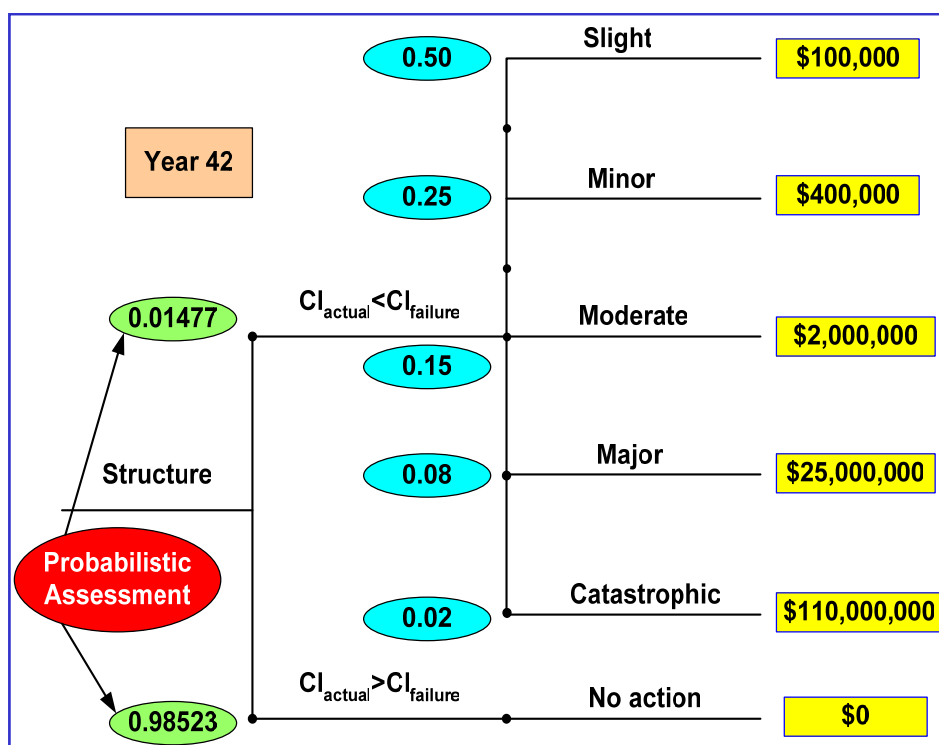 Slight
0.50
$100,000
Year 42
Minor
0.25
$400,000
CIactual<CIfailure
0.01477
Moderate
$2,000,000
0.15
Structure
Major
0.08
$25,000,000
Probabilistic
Assessment
Catastrophic
0.02
$110,000,000
CIactual>CIfailure
No action
0.98523
$0